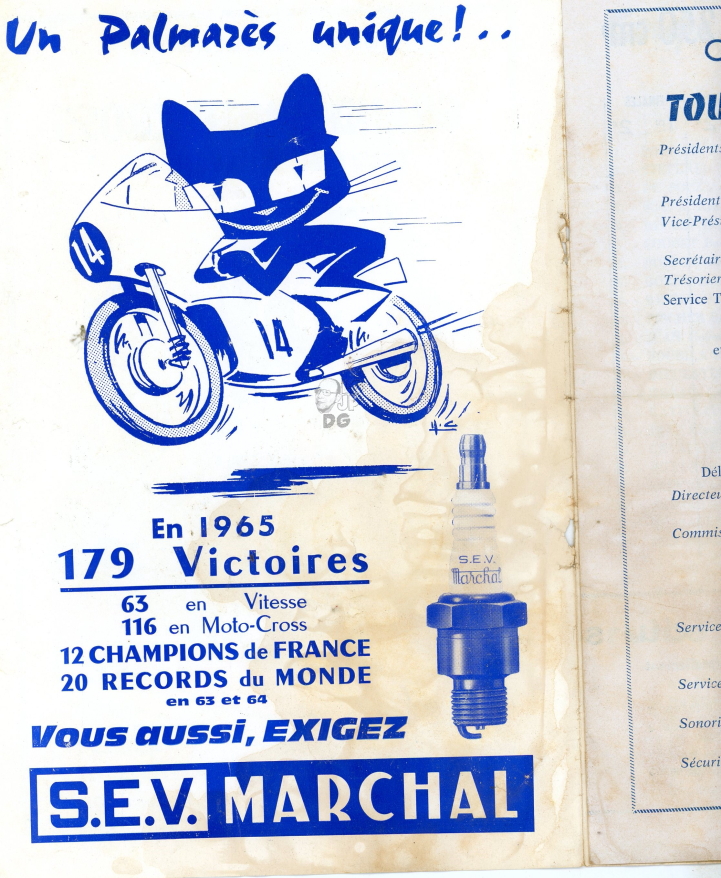 Un Palmarès unique!..
14
14
JP
DG
H.C
En 1965
179 Victoires
63 en Vitesse
116 en Moto-Cross
12 CHAMPIONS de FRANCE
20 RECORDS du MONDE
en 63 et 64
Vous aussi, EXIGEZ
S.E.V. MARCHAL
S.E.V.
Marchal
O
TOU
Présidents
Président
Vice-Prés
Secrétair
Trésorier
Service T
e
Dél
Directeu
Commis
Service
Service
Sonori
Sécuri